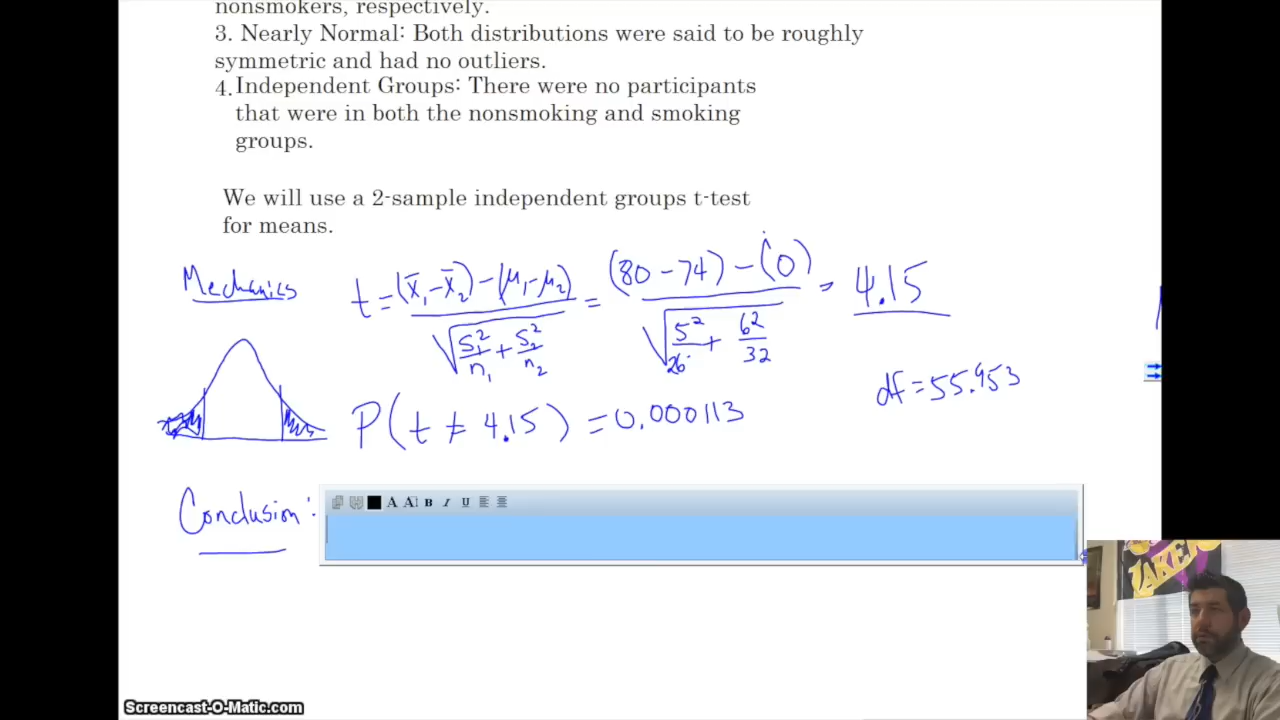 nonsmokers, respectively.
3. Nearly Normal: Both distributions were said to be roughly
symmetric and had no outliers.
4. Independent Groups: There were no participants
that were in both the nonsmoking and smoking
groups.
We will use a 2-sample independent groups t-test
for means.
Mechanics t = (x̄₁-x̄₂) - (μ₁-μ₂) / √(S₁²/n₁ + S₂²/n₂) = (80-74) - (0) / √(5²/26 + 6²/32) = 4.15
df = 55.953
P(t ≠ 4.15) = 0.000113
Conclusion:
A A B I U
LAKERS
Screencast-O-Matic.com